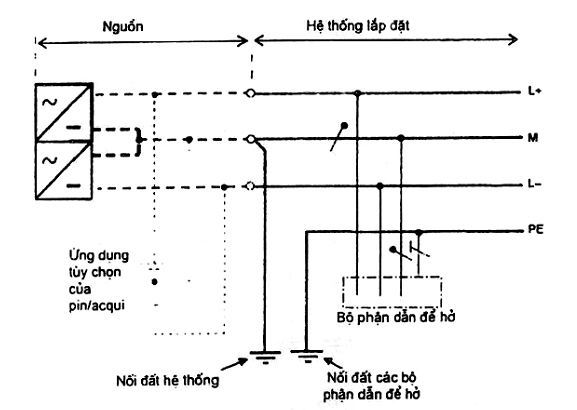 Nguồn
Hệ thống lắp đặt
L+
M
L–
PE
Ứng dụng
tùy chọn
của
pin/acqui
Bộ phận dẫn để hở
Nối đất hệ thống
Nối đất các bộ
phận dẫn để hở